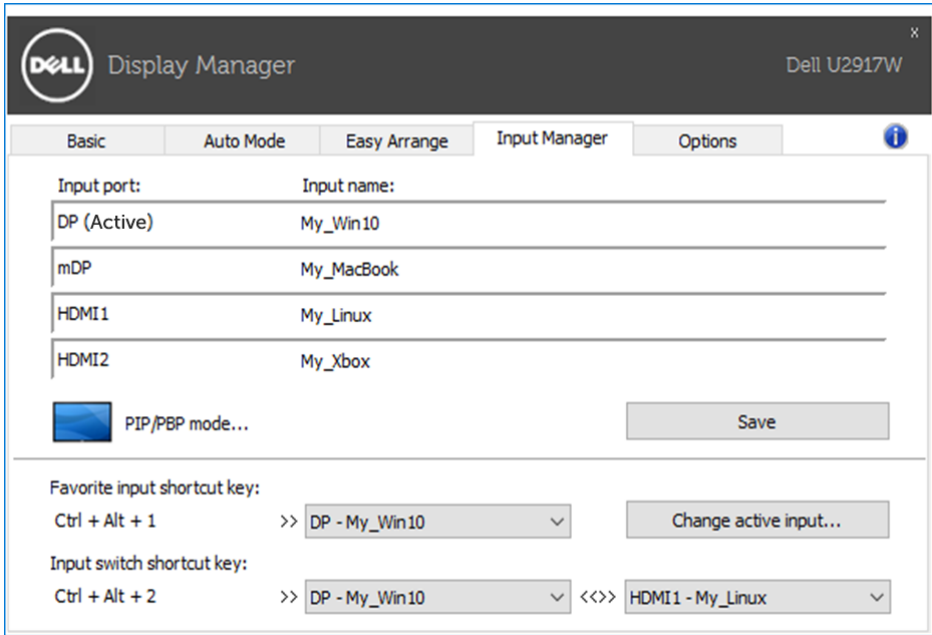 x
DELL Display Manager Dell U2917W
Basic Auto Mode Easy Arrange Input Manager Options i
Input port: Input name:
DP (Active) My_Win10
mDP My_MacBook
HDMI1 My_Linux
HDMI2 My_Xbox
PIP/PBP mode... Save
Favorite input shortcut key:
Ctrl + Alt + 1 >> DP - My_Win10 Change active input...
Input switch shortcut key:
Ctrl + Alt + 2 >> DP - My_Win10 <<>> HDMI1 - My_Linux